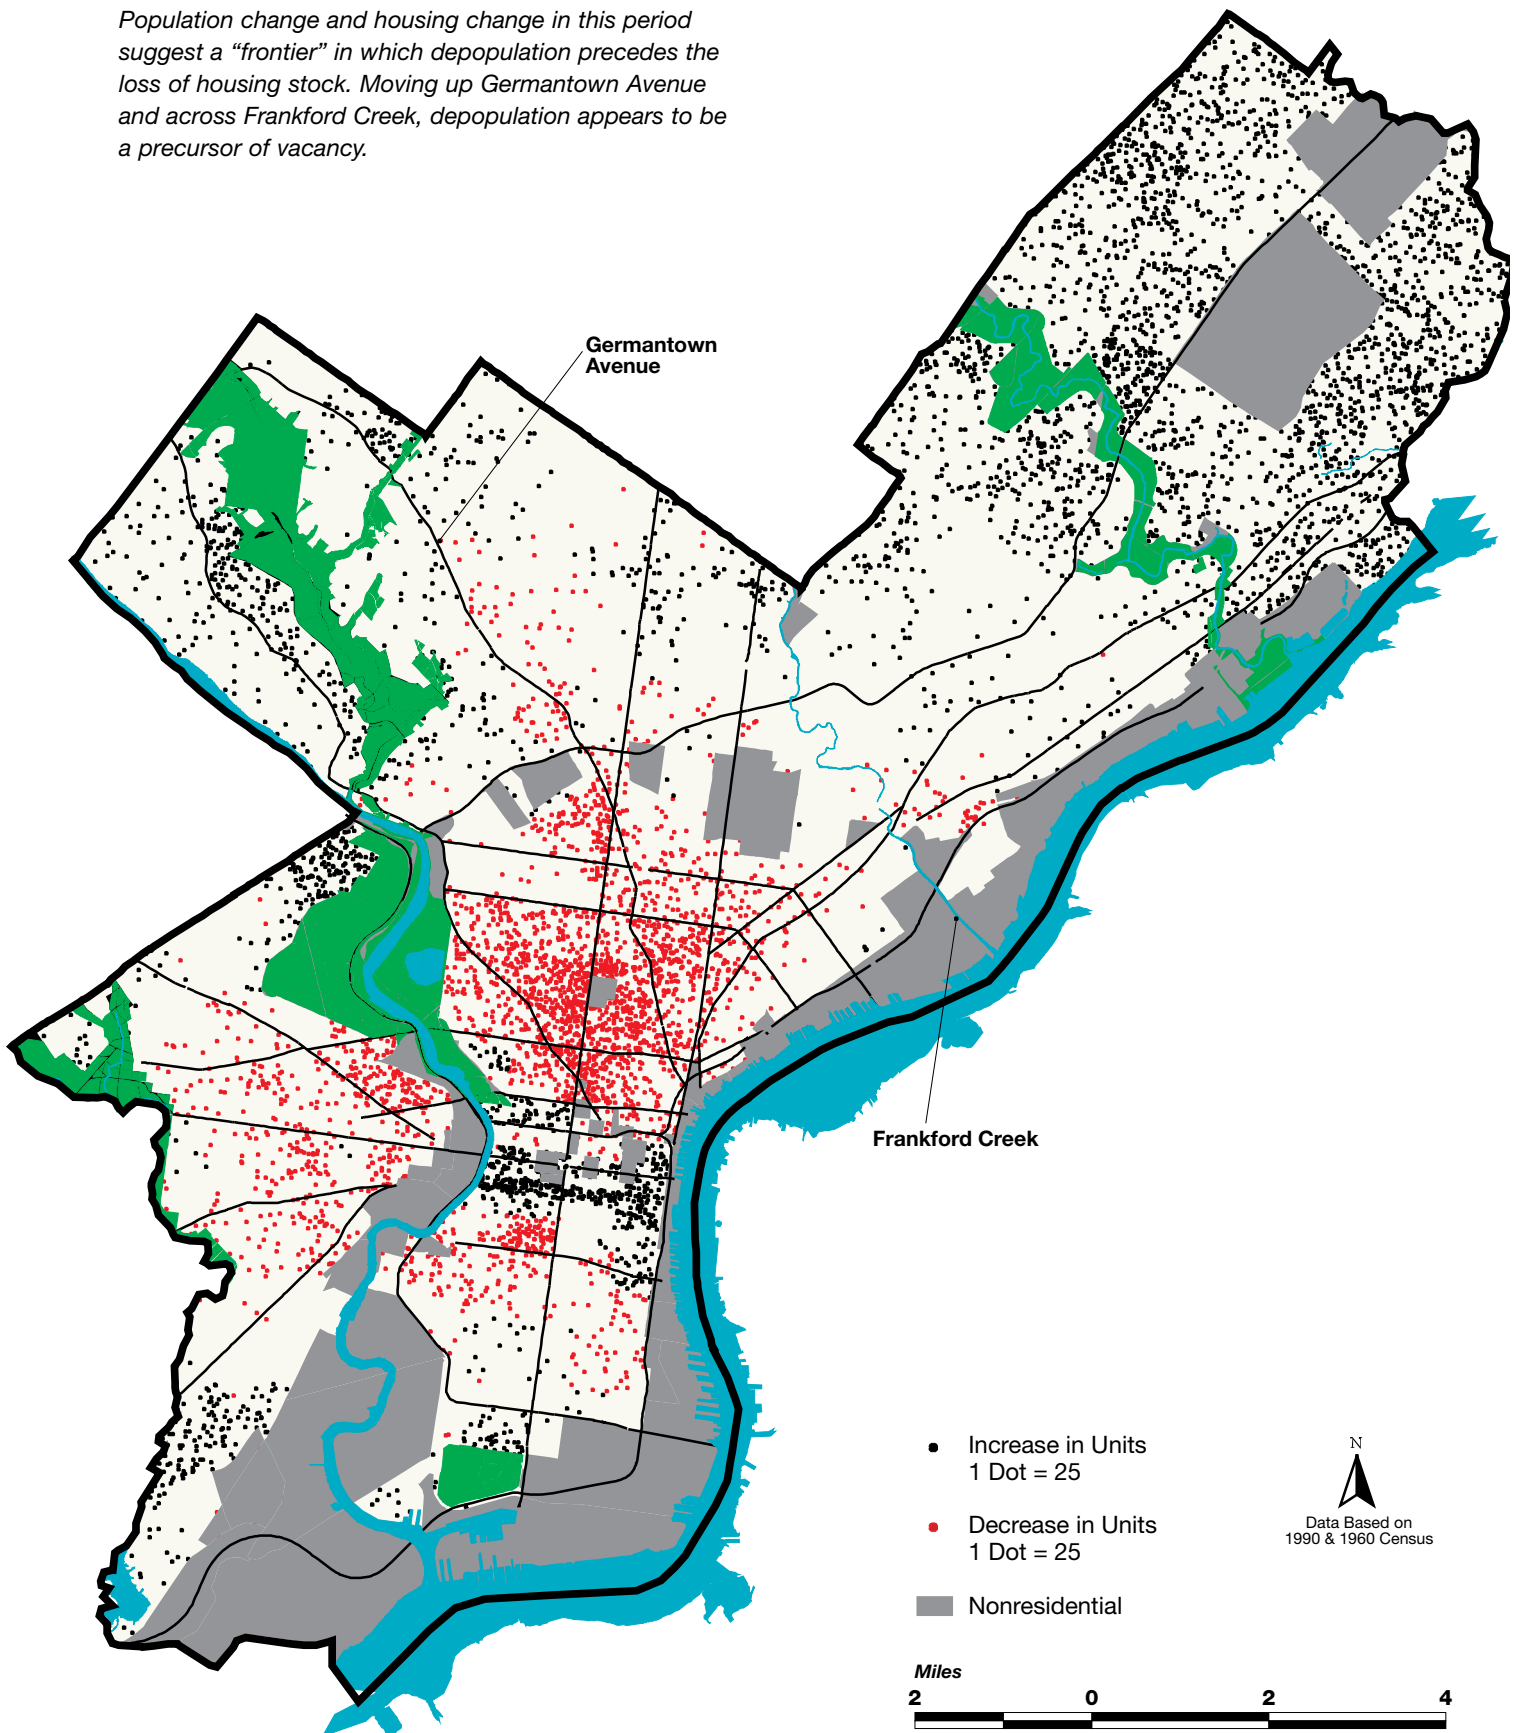 Population change and housing change in this period
suggest a “frontier” in which depopulation precedes the
loss of housing stock. Moving up Germantown Avenue
and across Frankford Creek, depopulation appears to be
a precursor of vacancy.
Germantown
Avenue
Frankford Creek
Increase in Units
1 Dot = 25
Decrease in Units
1 Dot = 25
Nonresidential
N
Data Based on
1990 & 1960 Census
Miles
2 0 2 4